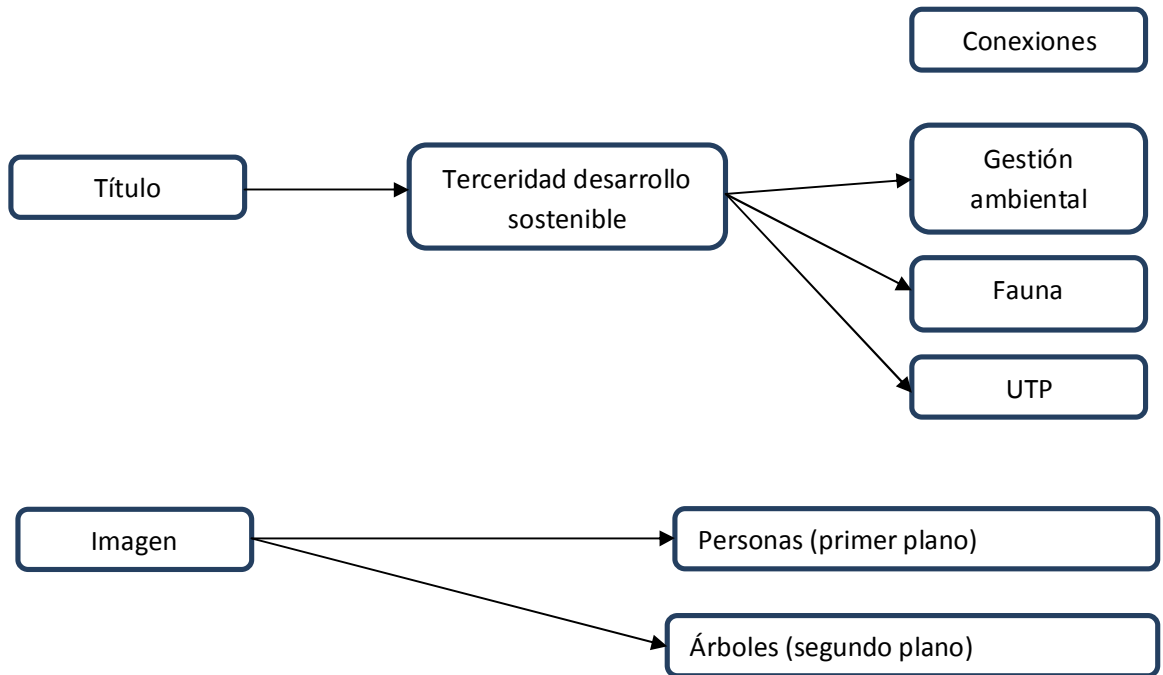 Conexiones
Título
Terceridad desarrollo
sostenible
Gestión
ambiental
Fauna
UTP
Imagen
Personas (primer plano)
Árboles (segundo plano)